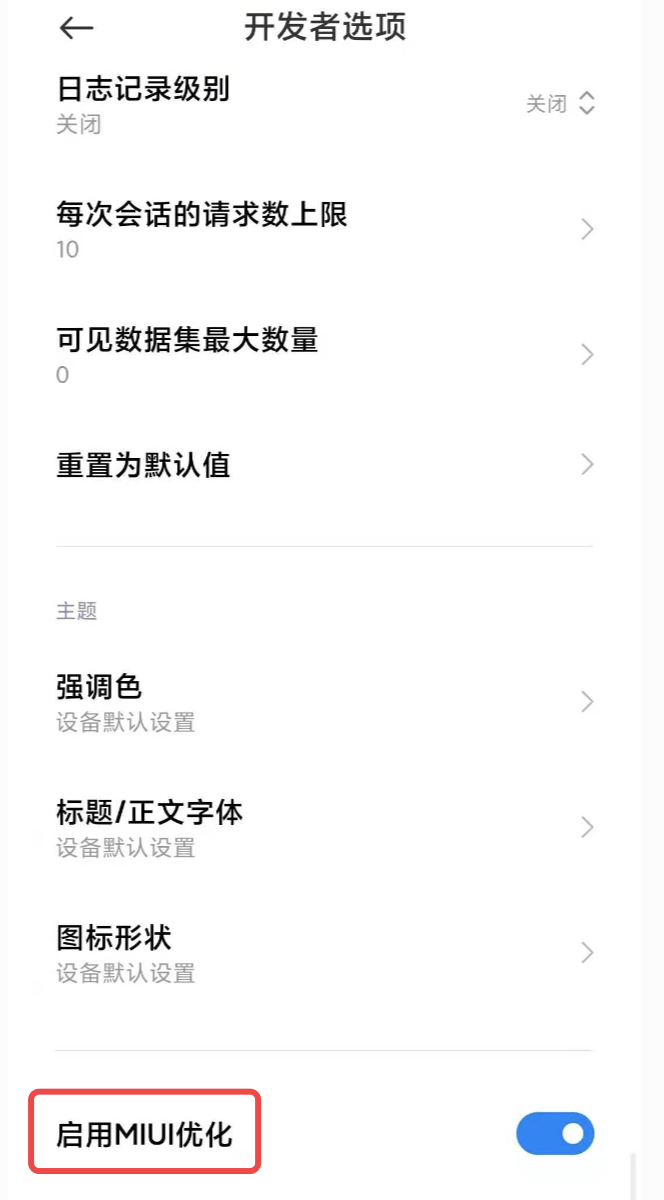 开发者选项
日志记录级别
关闭
关闭
每次会话的请求数上限
10
可见数据集最大数量
0
重置为默认值
主题
强调色
设备默认设置
标题/正文字体
设备默认设置
图标形状
设备默认设置
启用MIUI优化